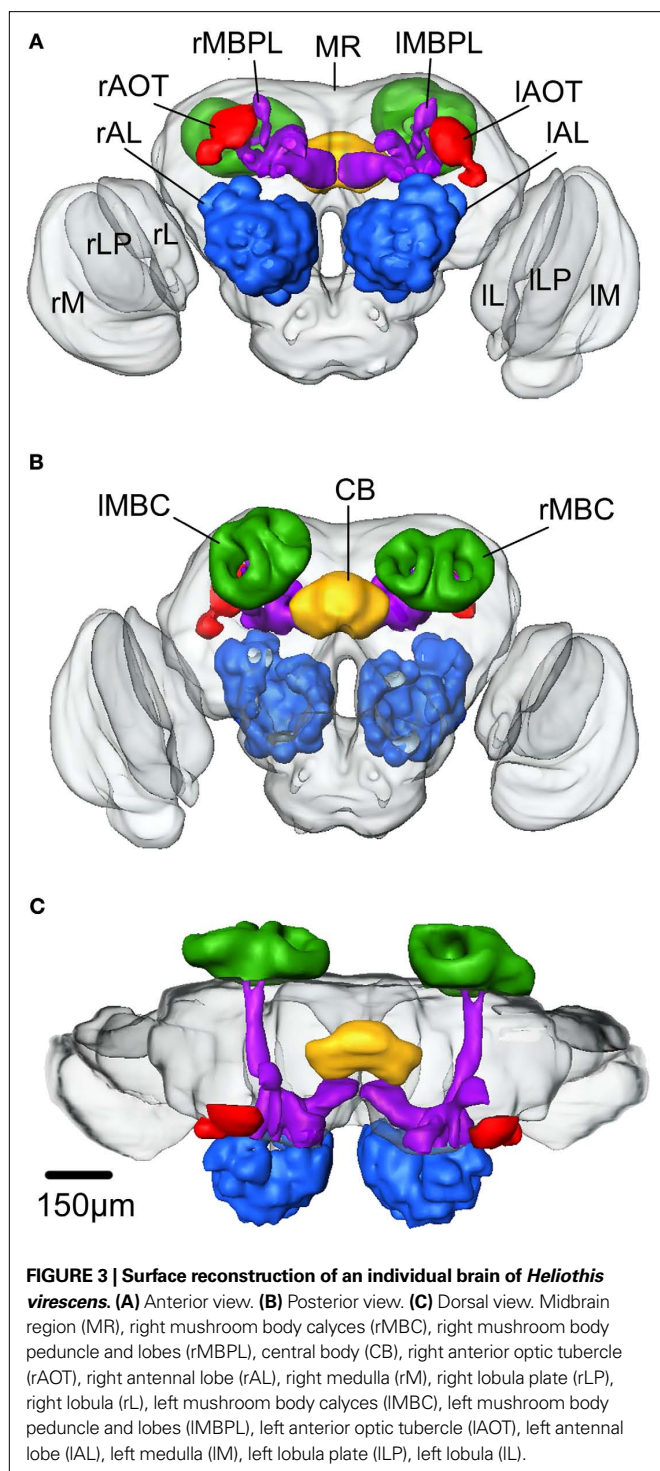 A
rMBPL MR lMBPL
rAOT lAOT
rAL lAL
rLP rL
rM
lL lLP lM
B
lMBC CB rMBC
C
150µm
FIGURE 3 | Surface reconstruction of an individual brain of Heliothis
virescens. (A) Anterior view. (B) Posterior view. (C) Dorsal view. Midbrain
region (MR), right mushroom body calyces (rMBC), right mushroom body
peduncle and lobes (rMBPL), central body (CB), right anterior optic tubercle
(rAOT), right antennal lobe (rAL), right medulla (rM), right lobula plate (rLP),
right lobula (rL), left mushroom body calyces (lMBC), left mushroom body
peduncle and lobes (lMBPL), left anterior optic tubercle (lAOT), left antennal
lobe (lAL), left medulla (lM), left lobula plate (lLP), left lobula (lL).